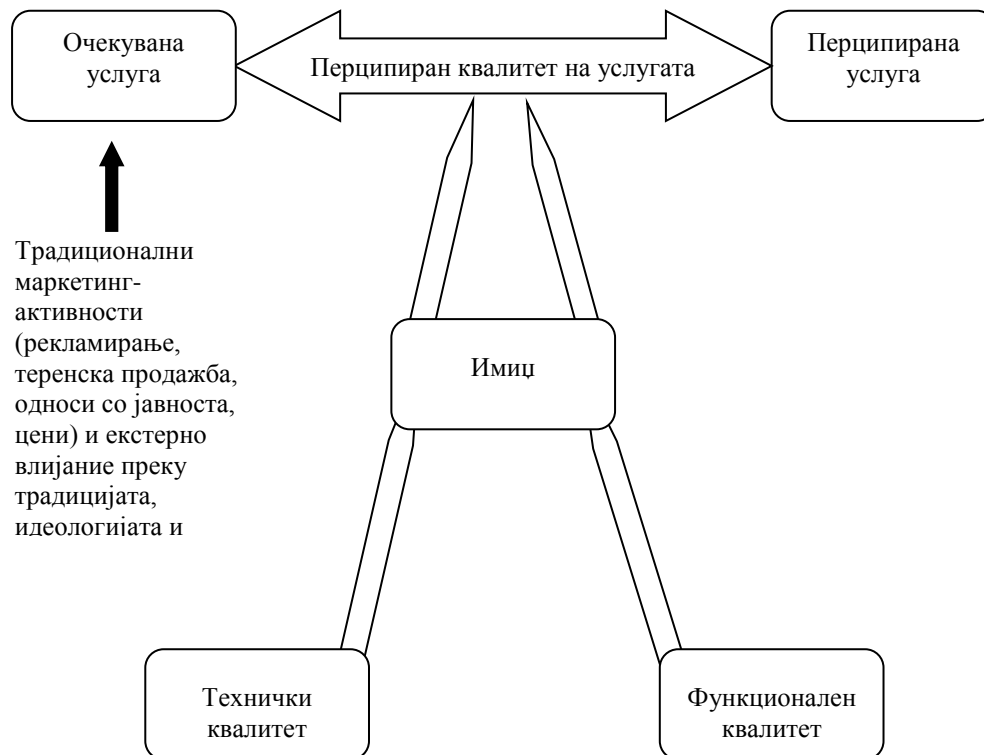 Очекувана
услуга
Перципиран квалитет на услугата
Перципирана
услуга
Традиционални
маркетинг-
активности
(рекламирање,
теренска продажба,
односи со јавноста,
цени) и екстерно
влијание преку
традицијата,
идеологијата и
Имиџ
Технички
квалитет
Функционален
квалитет